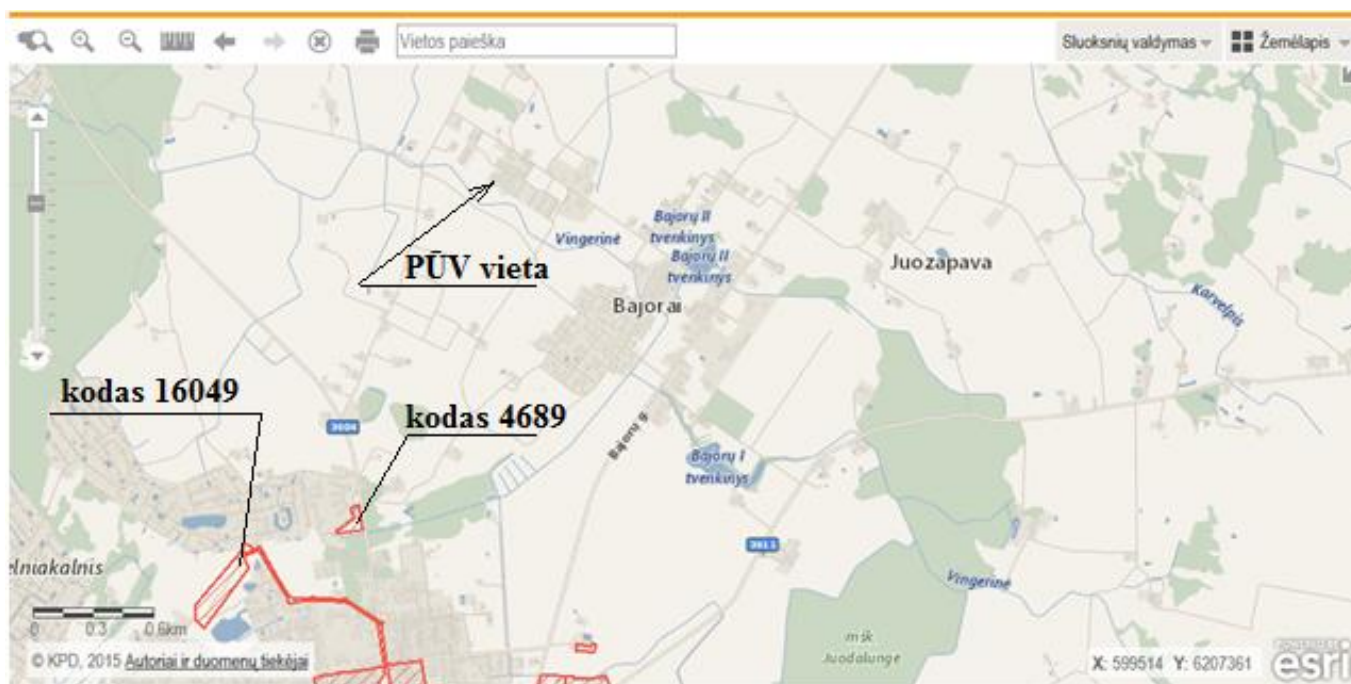 Vietos paieška
Sluoksnių valdymas
Žemėlapis
Bajorų II
tvenkinys
Bajorų II
tvenkinys
Vingerinė
PŪV vieta
Juozapava
Bajorai
Karvelpis
kodas 16049
kodas 4689
3604
Bajorų g.
Bajorų I
tvenkinys
3611
elniakalnis
Vingerinė
0 0.3 0.6km
mšk
Juodalunge
© KPD, 2015 Autoriai ir duomenų tiekėjai
X: 599514 Y: 6207361
esri